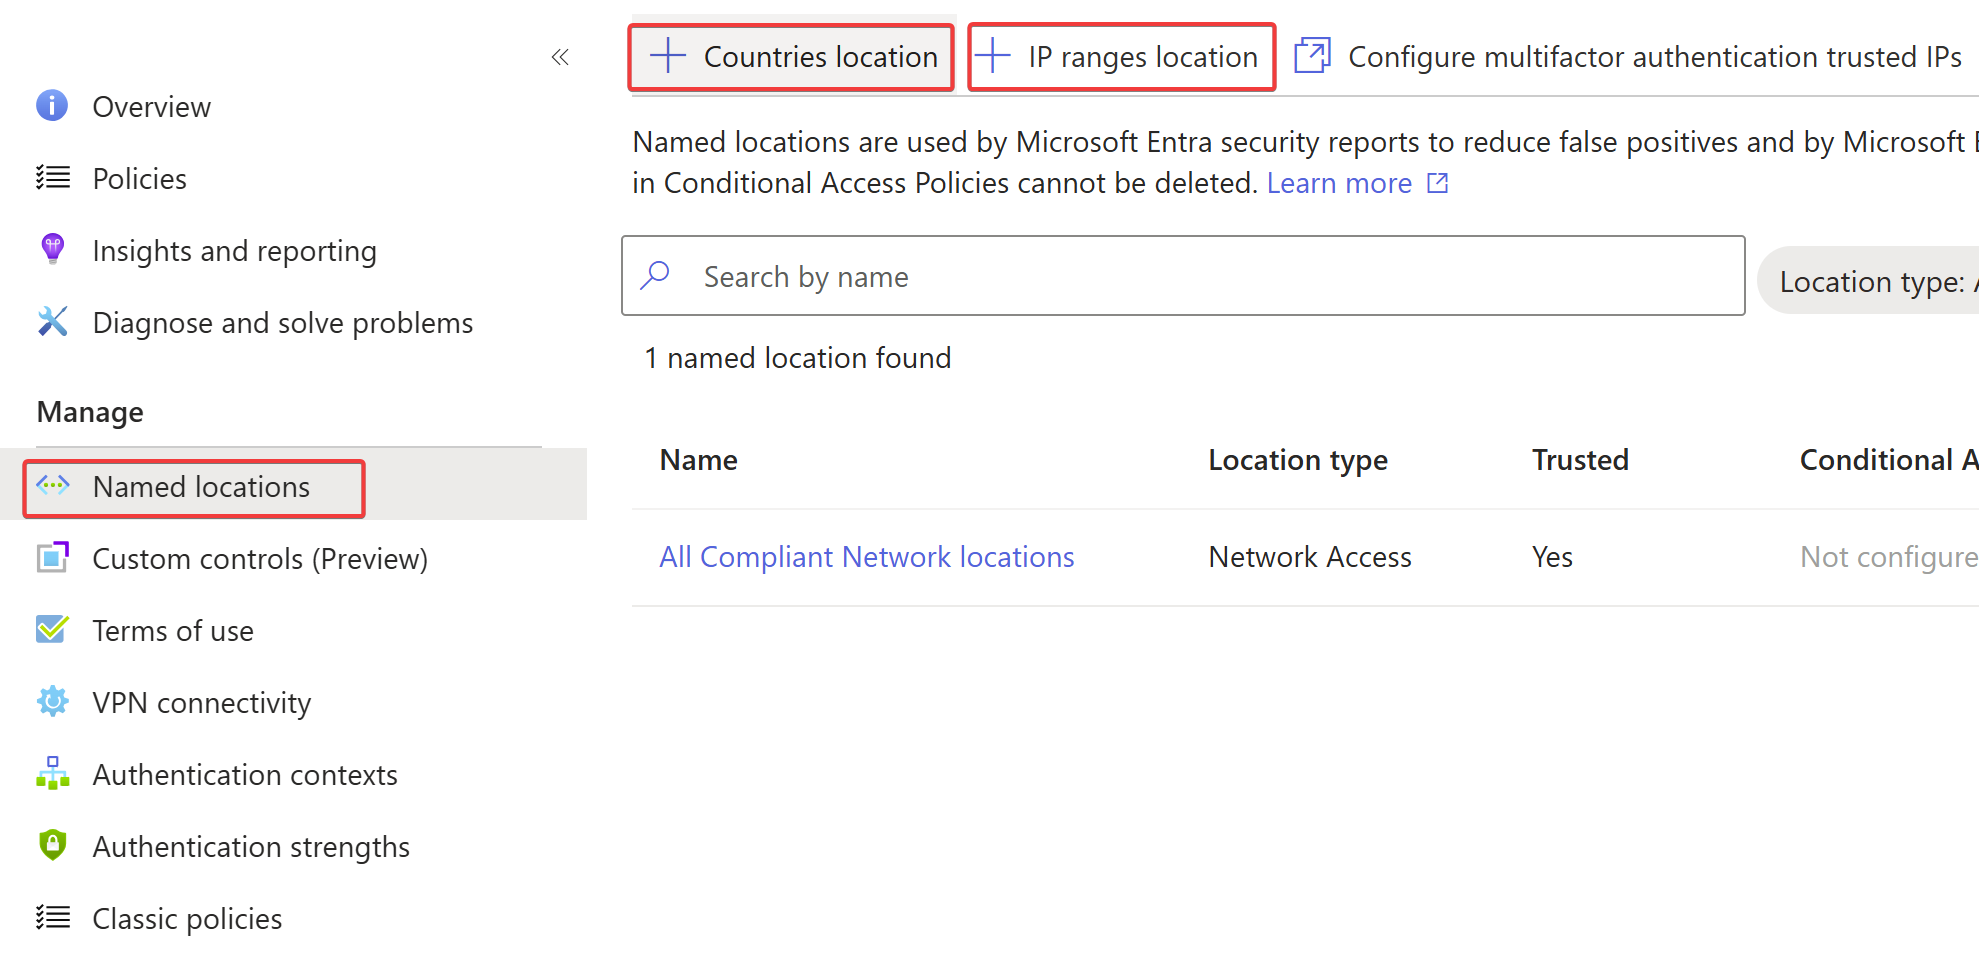 Overview
Policies
Insights and reporting
Diagnose and solve problems
Manage
Named locations
Custom controls (Preview)
Terms of use
VPN connectivity
Authentication contexts
Authentication strengths
Classic policies
Countries location IP ranges location Configure multifactor authentication trusted IPs
Named locations are used by Microsoft Entra security reports to reduce false positives and by Microsoft
in Conditional Access Policies cannot be deleted. Learn more
Search by name
Location type:
1 named location found
Name Location type Trusted Conditional A
All Compliant Network locations Network Access Yes Not configure